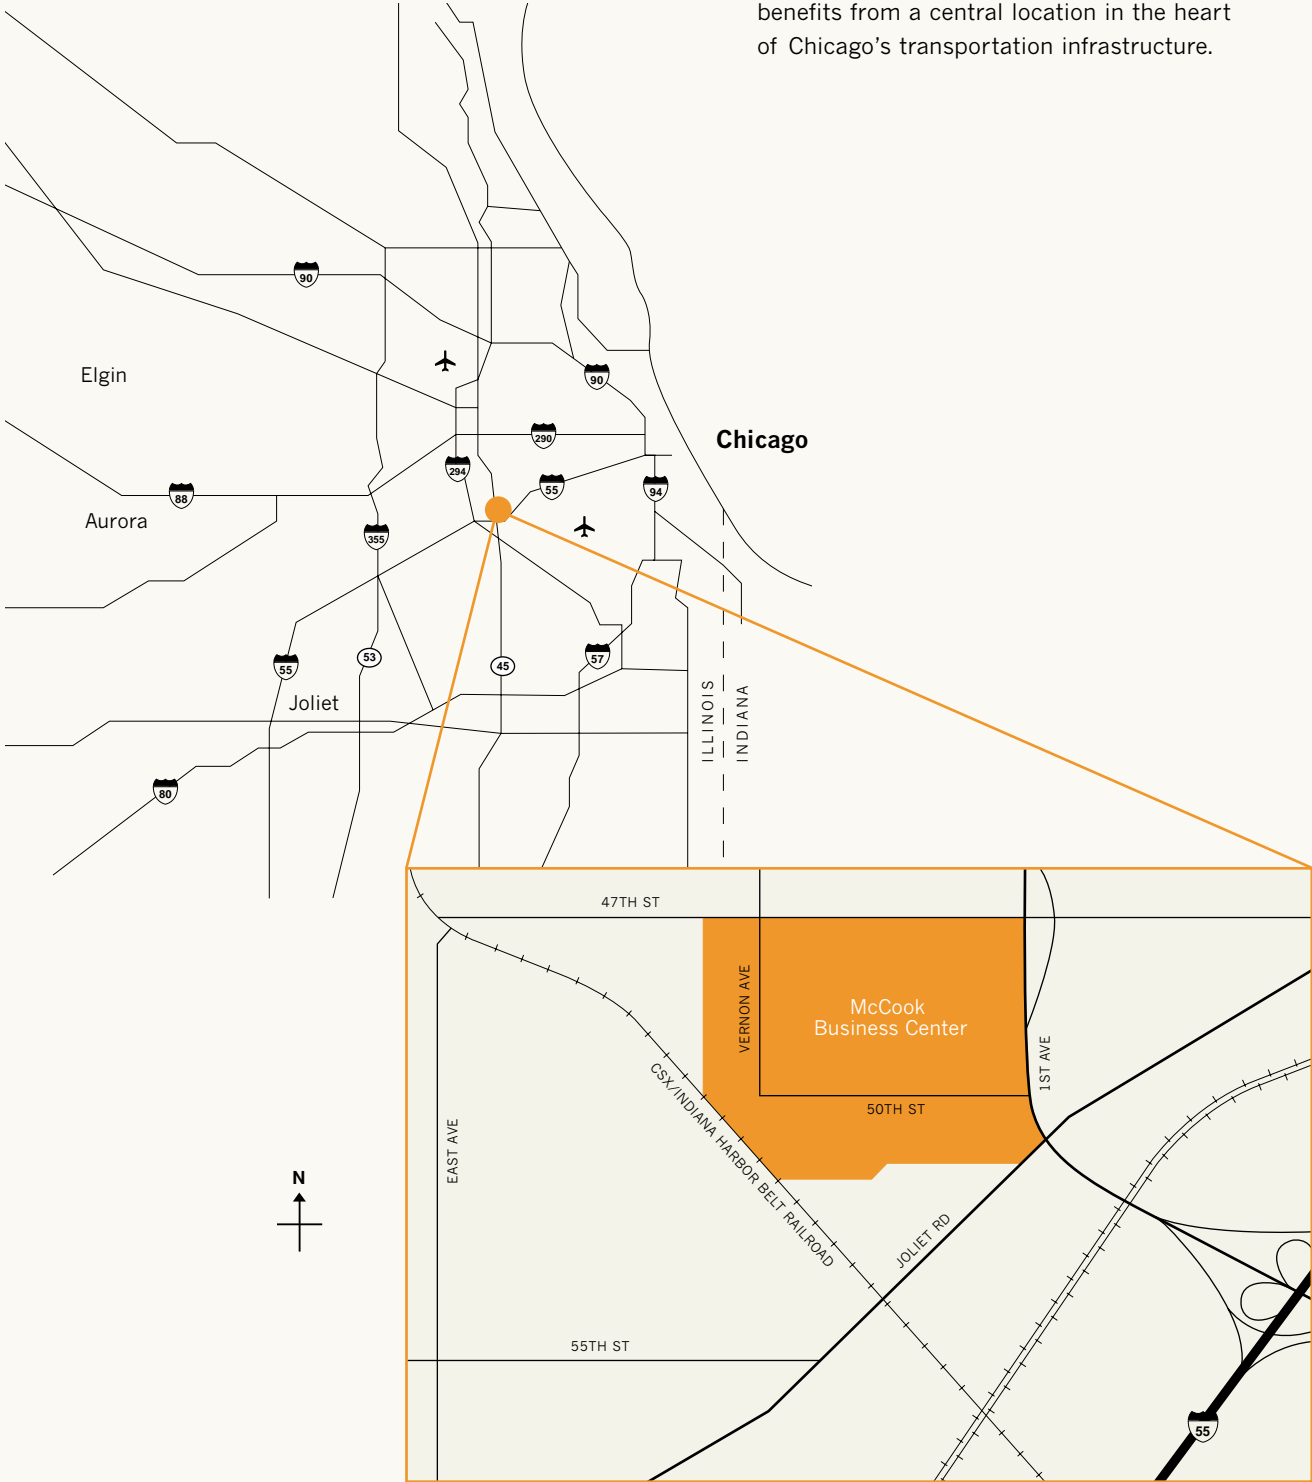 benefits from a central location in the heart
of Chicago's transportation infrastructure.
90
Elgin
90
Chicago
290
294
88
55
94
Aurora
355
53
57
55
45
Joliet
ILLINOIS
INDIANA
80
47TH ST
VERNON AVE
McCook
Business Center
1ST AVE
CSX/INDIANA HARBOR BELT RAILROAD
50TH ST
EAST AVE
N
JOLIET RD
55TH ST
55